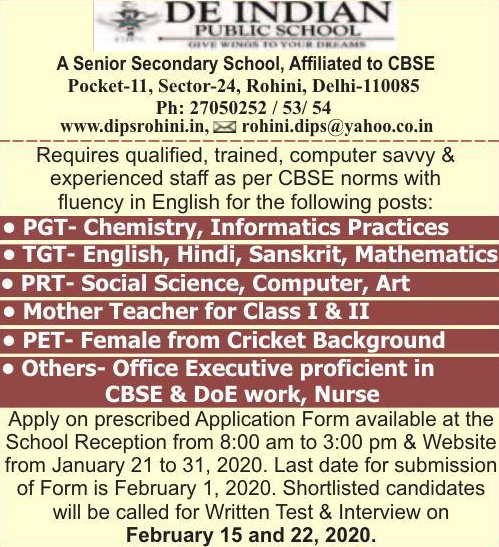 DE INDIAN
PUBLIC SCHOOL
GIVE WINGS TO YOUR DREAMS
A Senior Secondary School, Affiliated to CBSE
Pocket-11, Sector-24, Rohini, Delhi-110085
Ph: 27050252 / 53/ 54
www.dipsrohini.in, rohini.dips@yahoo.co.in
Requires qualified, trained, computer savvy &
experienced staff as per CBSE norms with
fluency in English for the following posts:
• PGT- Chemistry, Informatics Practices
• TGT- English, Hindi, Sanskrit, Mathematics
• PRT- Social Science, Computer, Art
• Mother Teacher for Class I & II
• PET- Female from Cricket Background
• Others- Office Executive proficient in
CBSE & DoE work, Nurse
Apply on prescribed Application Form available at the
School Reception from 8:00 am to 3:00 pm & Website
from January 21 to 31, 2020. Last date for submission
of Form is February 1, 2020. Shortlisted candidates
will be called for Written Test & Interview on
February 15 and 22, 2020.